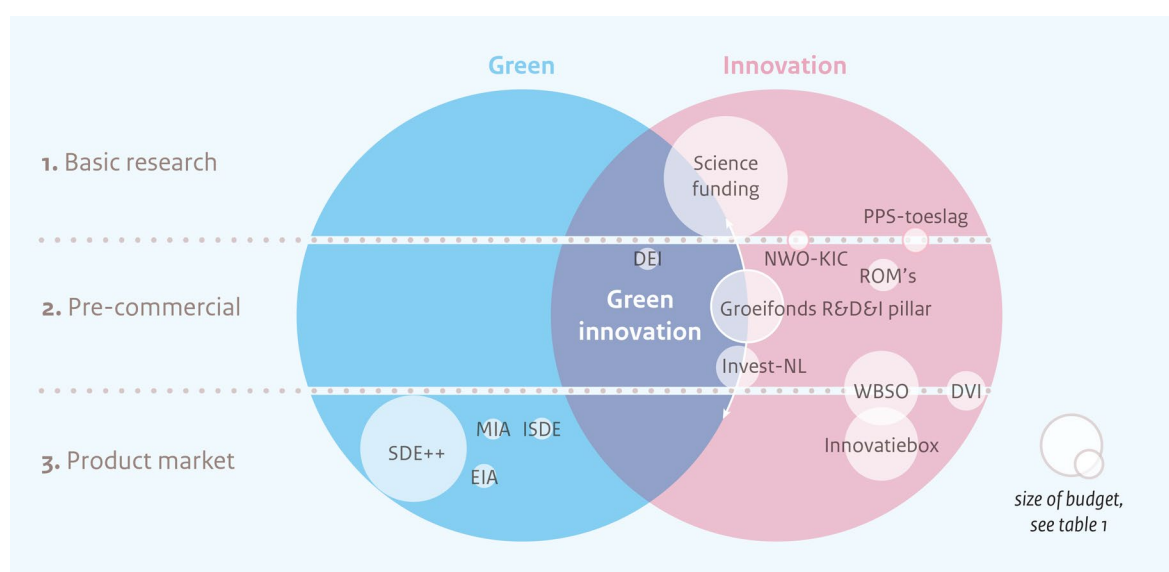 Green
Innovation
1. Basic research
Science
funding
PPS-toeslag
DEI
NWO-KIC
ROM's
2. Pre-commercial
Green
innovation
Groeifonds R&D&I pillar
Invest-NL
WBSO
DVI
MIA
ISDE
3. Product market
SDE++
Innovatiebox
EIA
size of budget,
see table 1